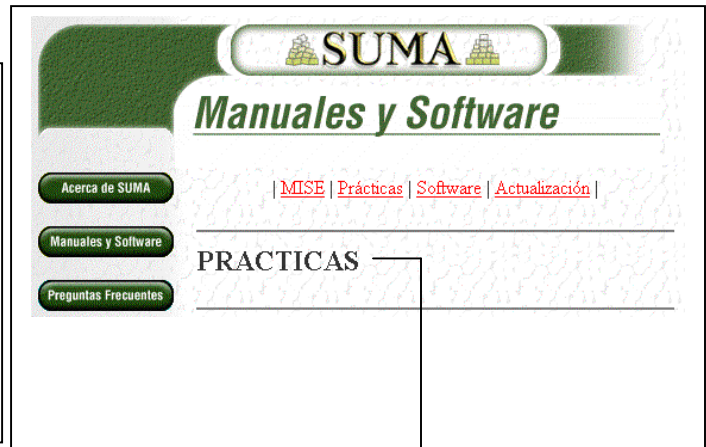 SUMA
Manuales y Software
| MISE | Prácticas | Software | Actualización |
Acerca de SUMA
Manuales y Software
Preguntas Frecuentes
PRACTICAS